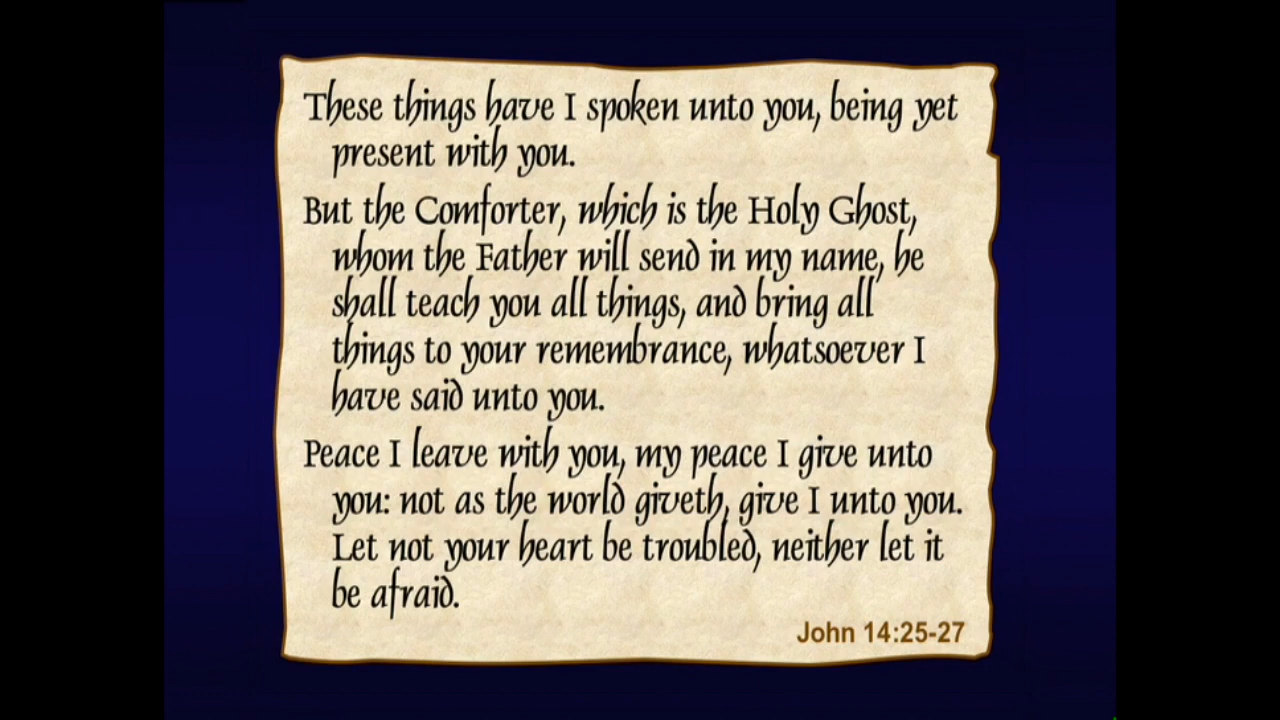 These things have I spoken unto you, being yet
present with you.
But the Comforter, which is the Holy Ghost,
whom the Father will send in my name, he
shall teach you all things, and bring all
things to your remembrance, whatsoever I
have said unto you.
Peace I leave with you, my peace I give unto
you: not as the world giveth, give I unto you.
Let not your heart be troubled, neither let it
be afraid.
John 14:25-27